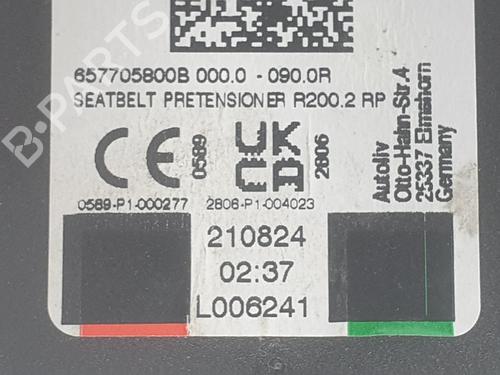 657705800B 000.0 - 090.0R
SEATBELT PRETENSIONER R200.2 RP
CE 0589
UK CA 2806
0589-P1-000277
2806-P1-004023
Autoliv
Otto-Hahn-Str.4
25337 Elmshorn
Germany
210824
02:37
L006241
B-PARTS